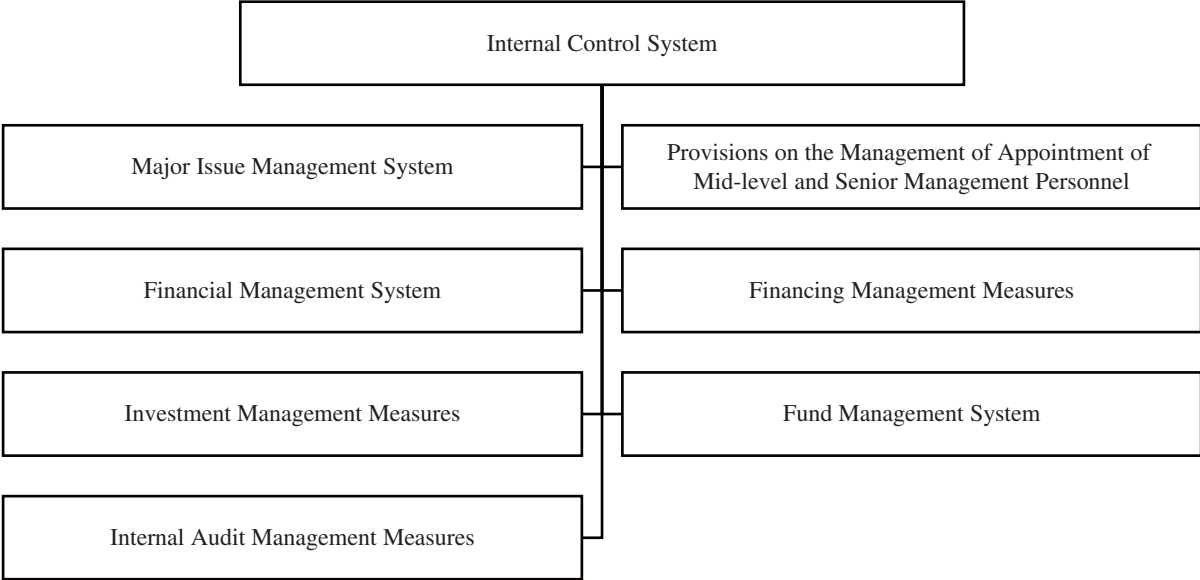 Internal Control System
Major Issue Management System
Provisions on the Management of Appointment of
Mid-level and Senior Management Personnel
Financial Management System
Financing Management Measures
Investment Management Measures
Fund Management System
Internal Audit Management Measures